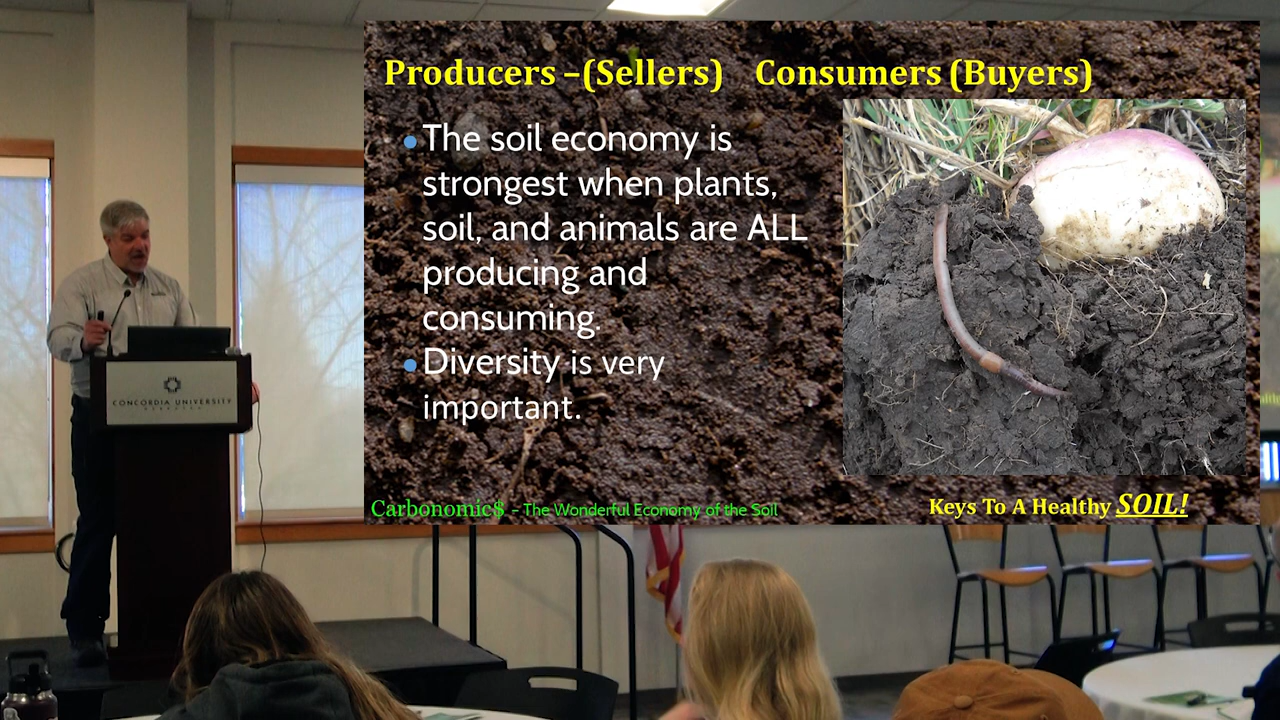 Producers –(Sellers) Consumers (Buyers)
• The soil economy is
strongest when plants,
soil, and animals are ALL
producing and
consuming.
• Diversity is very
important.
Carbonomic$ – The Wonderful Economy of the Soil
Keys To A Healthy SOIL!
CONCORDIA UNIVERSITY
NEBRASKA